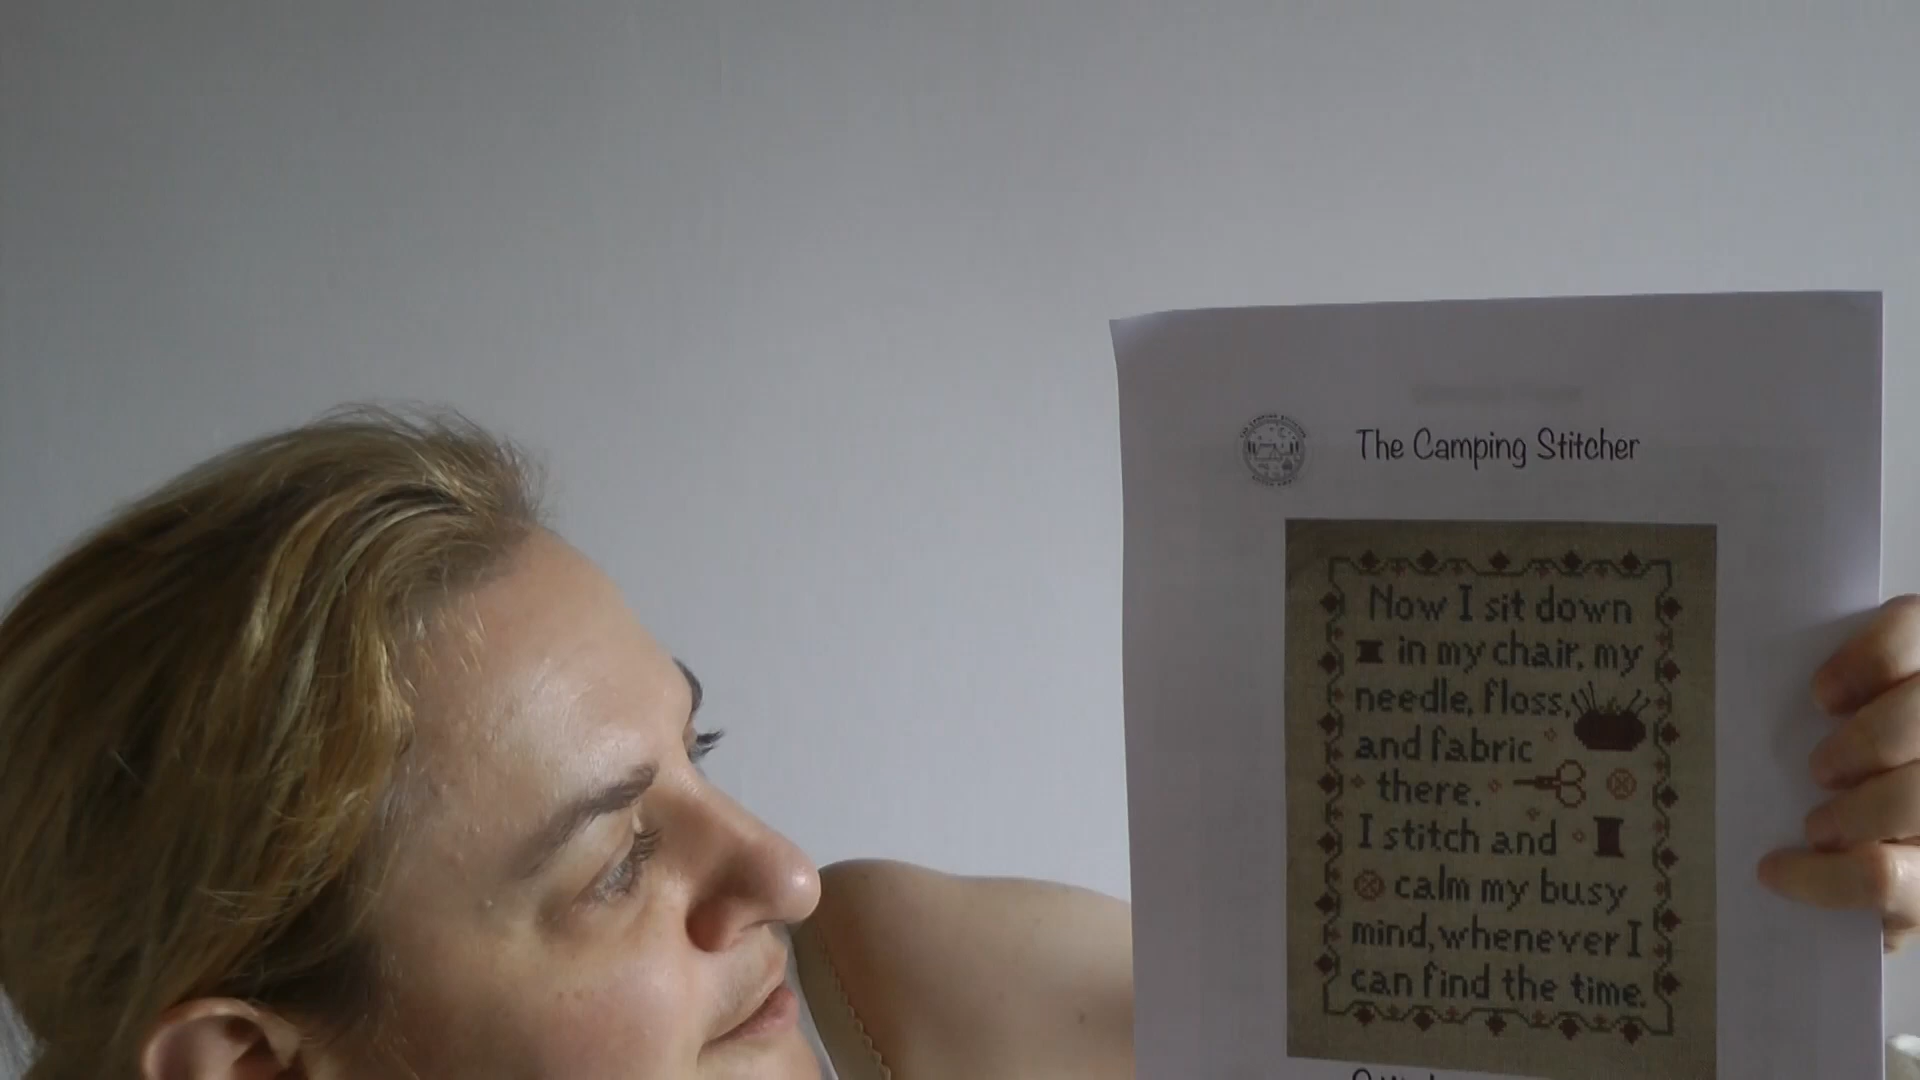 The Camping Stitcher
Now I sit down
in my chair, my
needle, floss,
and fabric
there.
I stitch and
calm my busy
mind, whenever I
can find the time.